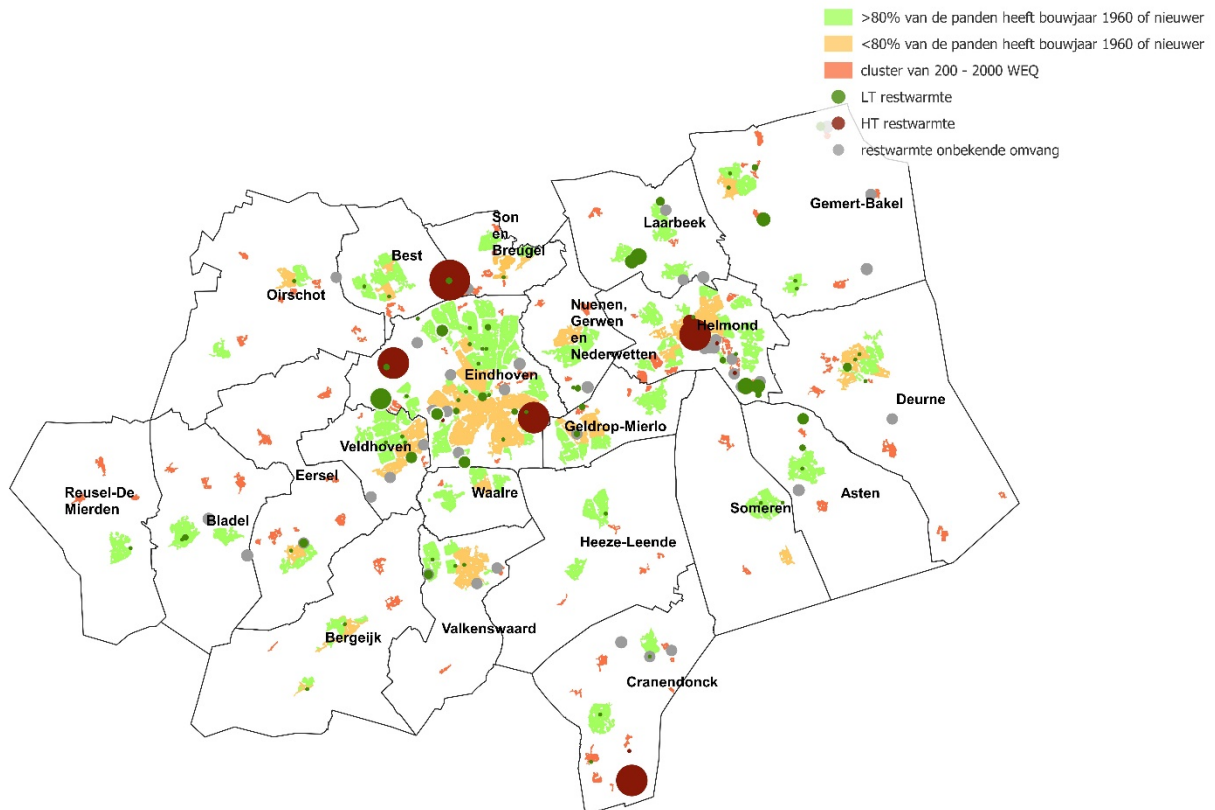 >80% van de panden heeft bouwjaar 1960 of nieuwer
<80% van de panden heeft bouwjaar 1960 of nieuwer
cluster van 200 - 2000 WEQ
LT restwarmte
HT restwarmte
restwarmte onbekende omvang
Gemert-Bakel
Laarbeek
Son
en
Breugel
Best
Oirschot
Nuenen,
Gerwen
en
Nederwetten
Helmond
Eindhoven
Deurne
Geldrop-Mierlo
Veldhoven
Eersel
Reusel-De
Mierden
Bladel
Waalre
Someren
Asten
Heeze-Leende
Bergeijk
Valkenswaard
Cranendonck